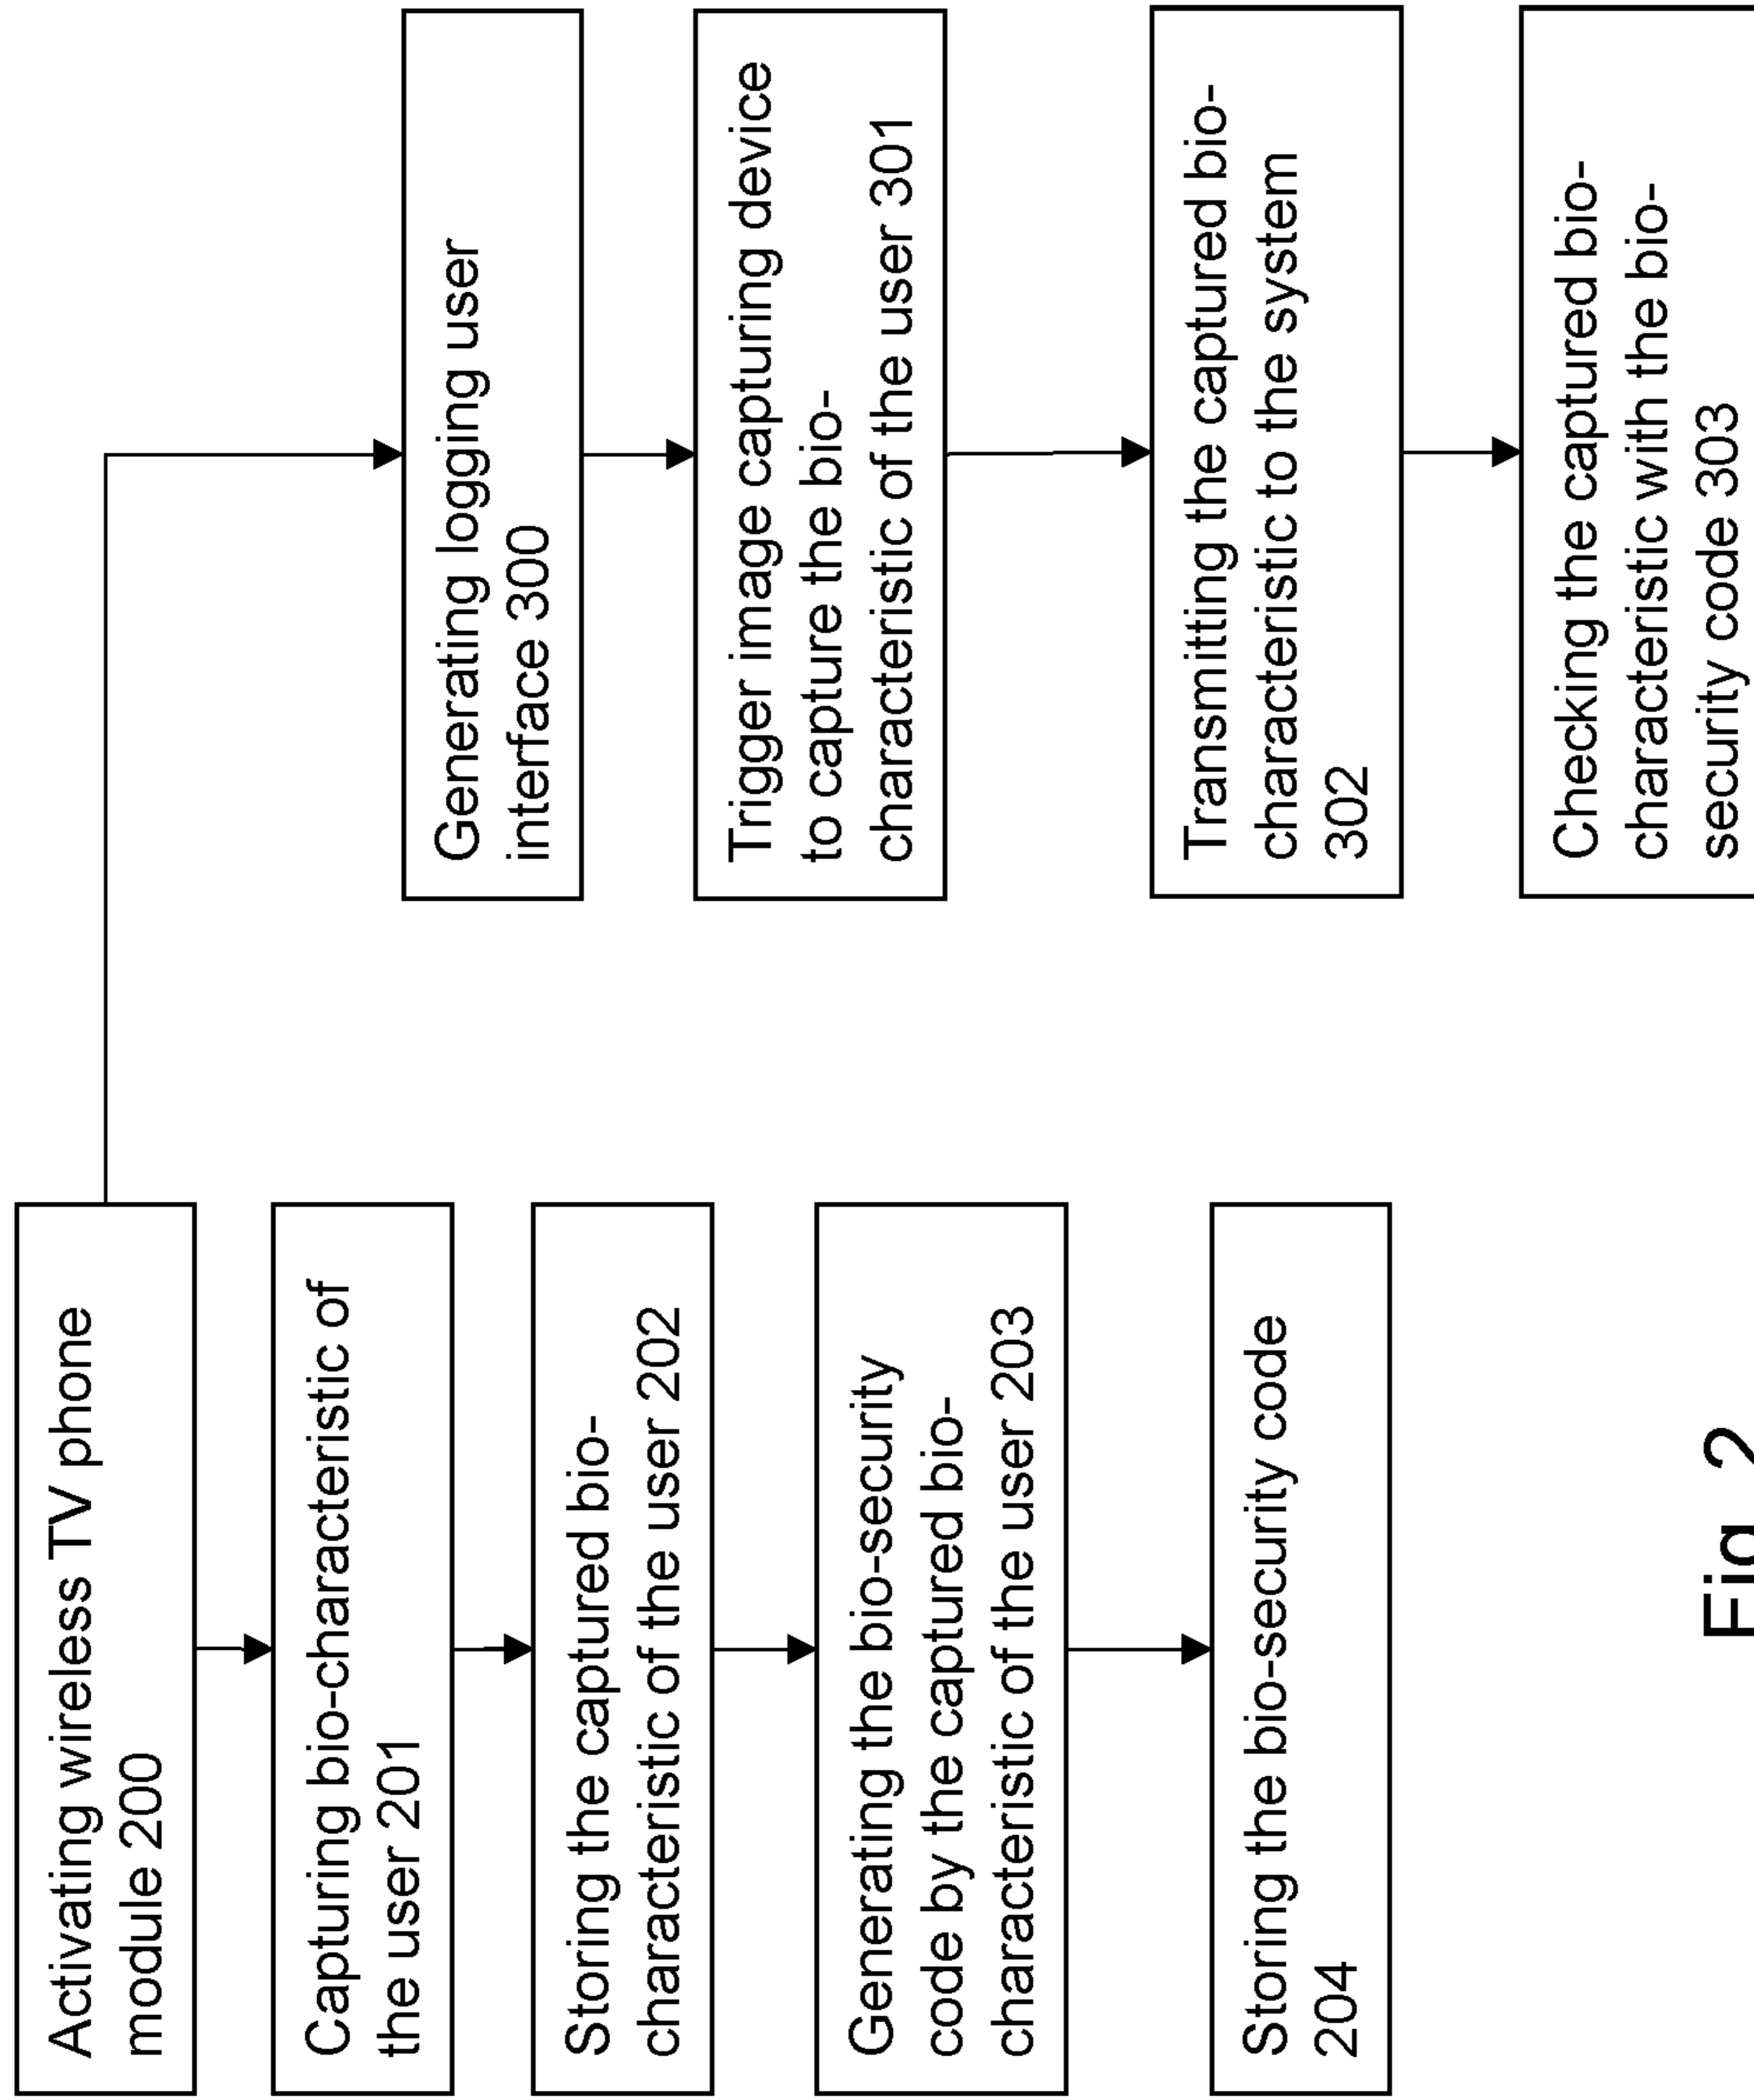 Activating wireless TV phone
module 200
Capturing bio-characteristic of
the user 201
Storing the captured bio-
characteristic of the user 202
Generating the bio-security
code by the captured bio-
characteristic of the user 203
Storing the bio-security code
204
Generating logging user
interface 300
Trigger image capturing device
to capture the bio-
characteristic of the user 301
Transmitting the captured bio-
characteristic to the system
302
Checking the captured bio-
characteristic with the bio-
security code 303
Fig 2